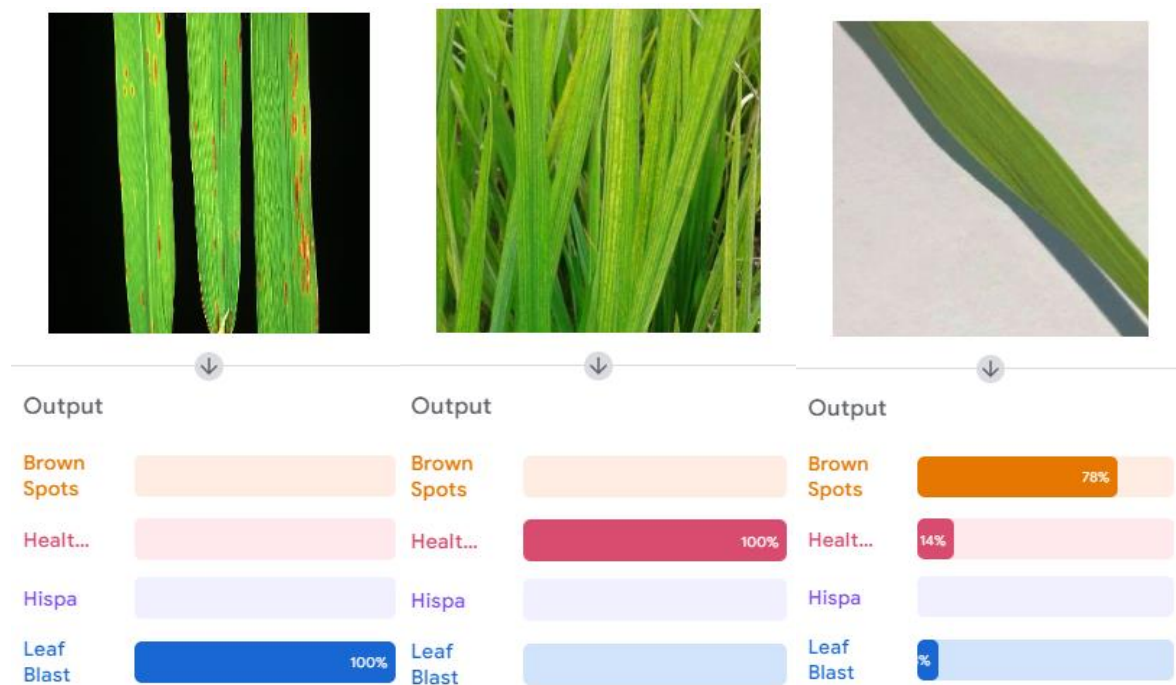 Output
Brown
Spots
Healt...
Hispa
Leaf
Blast
100%
Output
Brown
Spots
Healt...
100%
Hispa
Leaf
Blast
Output
Brown
Spots
78%
Healt...
14%
Hispa
Leaf
Blast
%